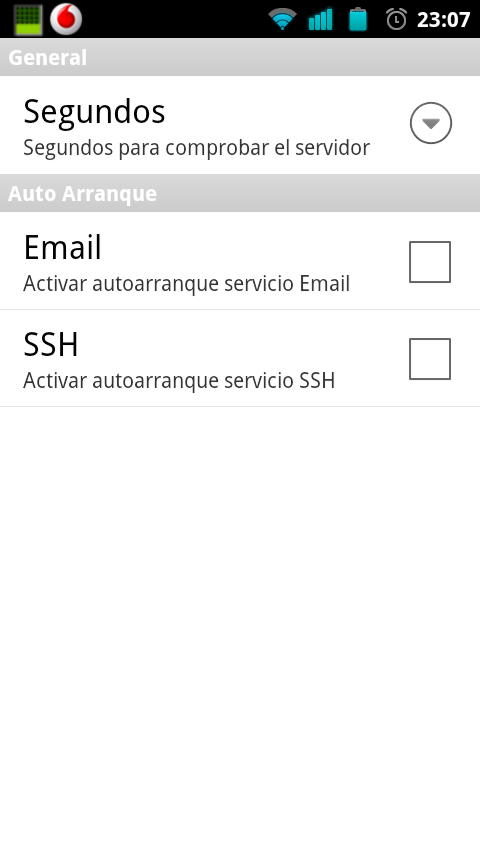 23:07
General
Segundos
Segundos para comprobar el servidor
Auto Arranque
Email
Activar autoarranque servicio Email
SSH
Activar autoarranque servicio SSH